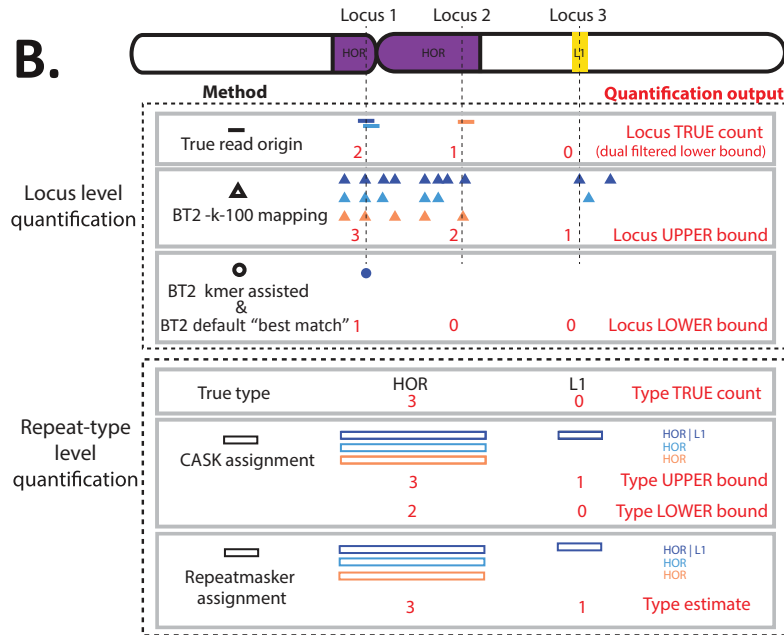 Locus 1 Locus 2 Locus 3
B.
HOR HOR L1
Method Quantification output
Locus level
quantification
True read origin
2 1 0
Locus TRUE count
(dual filtered lower bound)
BT2 -k-100 mapping
3 2 1 Locus UPPER bound
BT2 kmer assisted
&
BT2 default “best match”
1 0 0 Locus LOWER bound
Repeat-type
level
quantification
True type HOR L1 Type TRUE count
3 0
CASK assignment
HOR | L1
HOR
HOR
3 1 Type UPPER bound
2 0 Type LOWER bound
Repeatmasker
assignment
HOR | L1
HOR
HOR
3 1 Type estimate